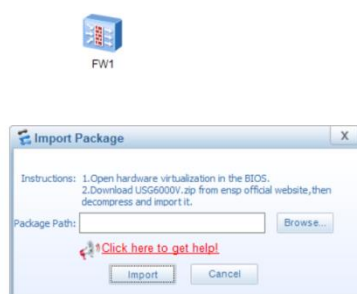 FW1
Import Package
X
Instructions: 1.Open hardware virtualization in the BIOS.
2.Download USG6000V.zip from ensp official website,then
decompress and import it.
Package Path:
Browse...
Click here to get help!
Import
Cancel